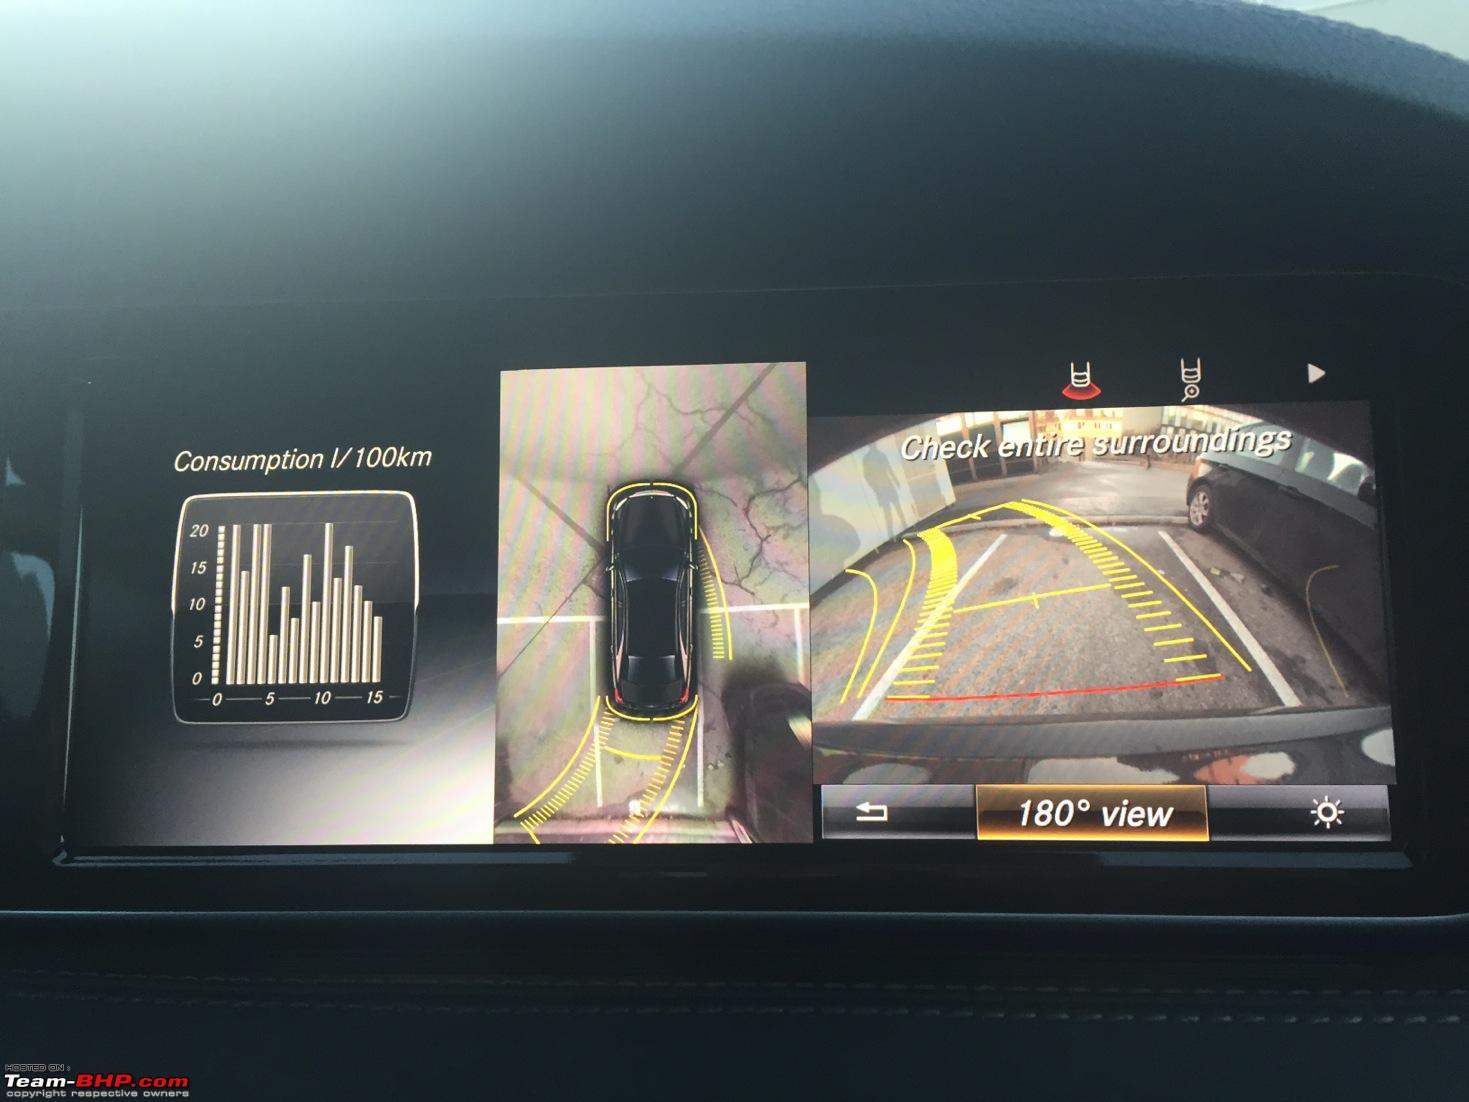 Consumption l/100km
20
15
10
5
0
0 5 10 15
Check entire surroundings
180° view
HOSTED ON :
Team-BHP.com
copyright respective owners